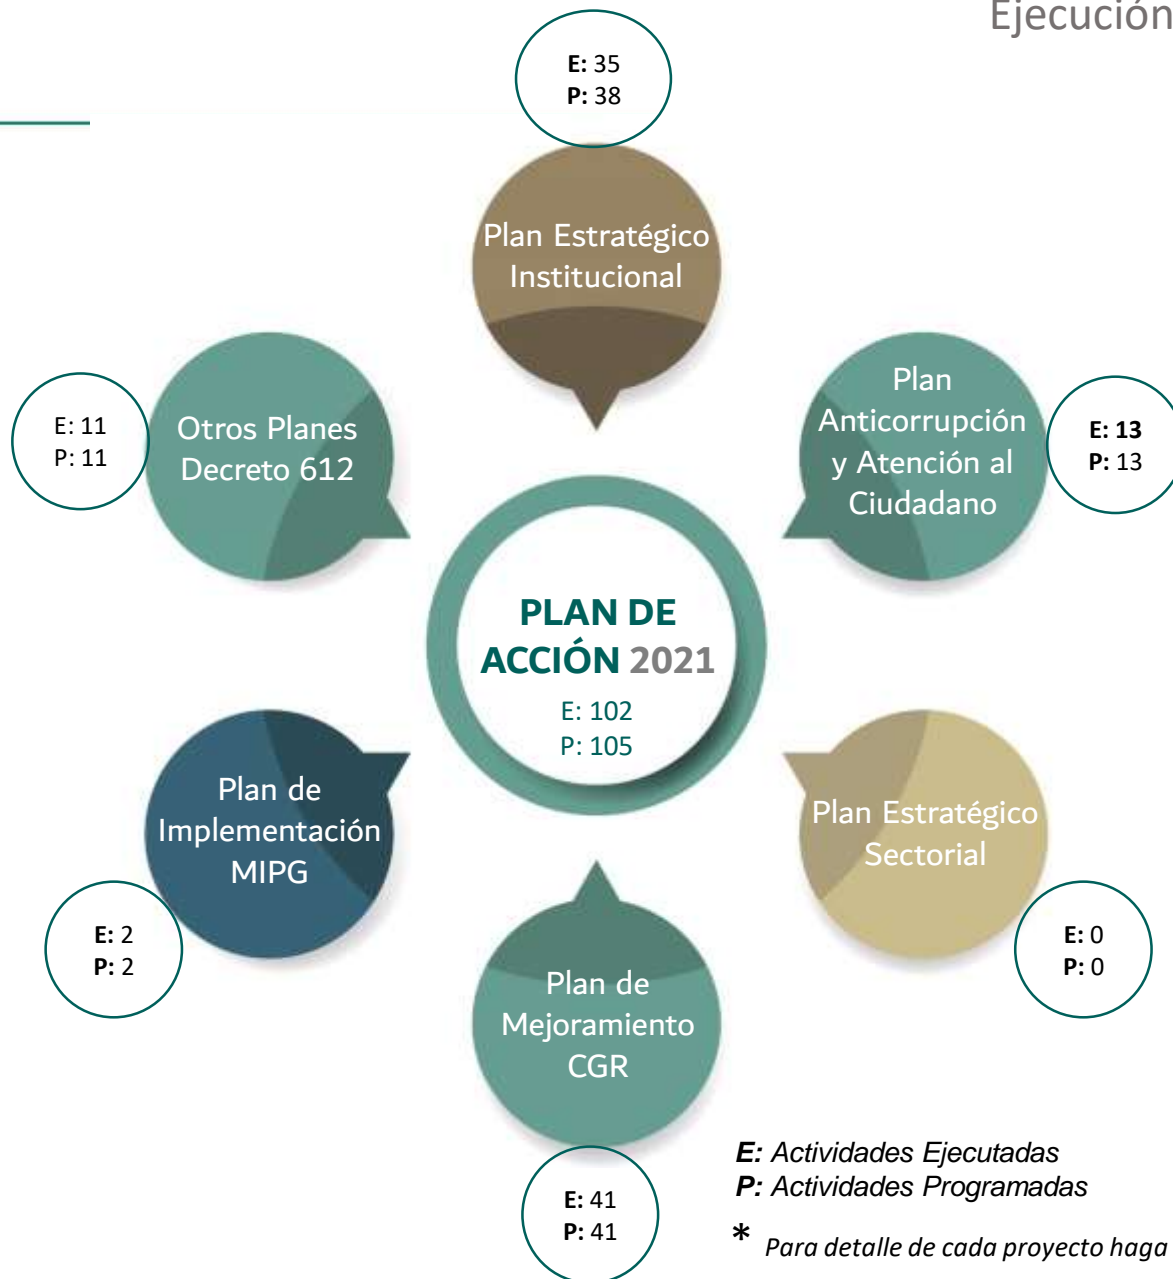 Ejecución
E: 35
P: 38
Plan Estratégico
Institucional
E: 11
P: 11
Otros Planes
Decreto 612
Plan
Anticorrupción
y Atención al
Ciudadano
E: 13
P: 13
PLAN DE
ACCIÓN 2021
E: 102
P: 105
Plan de
Implementación
MIPG
E: 2
P: 2
Plan Estratégico
Sectorial
E: 0
P: 0
Plan de
Mejoramiento
CGR
E: 41
P: 41
E: Actividades Ejecutadas
P: Actividades Programadas
* Para detalle de cada proyecto haga